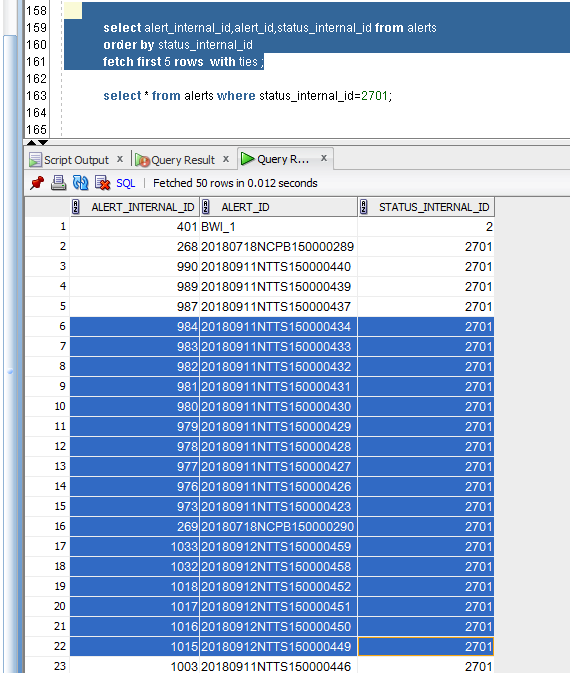 158
159 select alert_internal_id,alert_id,status_internal_id from alerts
160 order by status_internal_id
161 fetch first 5 rows  with ties ;
162
163 select * from alerts where status_internal_id=2701;
164
165
Script Output x Query Result x Query R... x
SQL | Fetched 50 rows in 0.012 seconds
ALERT_INTERNAL_ID ALERT_ID STATUS_INTERNAL_ID
1 401 BWI_1 2
2 268 20180718NCPB150000289 2701
3 990 20180911NTTS150000440 2701
4 989 20180911NTTS150000439 2701
5 987 20180911NTTS150000437 2701
6 984 20180911NTTS150000434 2701
7 983 20180911NTTS150000433 2701
8 982 20180911NTTS150000432 2701
9 981 20180911NTTS150000431 2701
10 980 20180911NTTS150000430 2701
11 979 20180911NTTS150000429 2701
12 978 20180911NTTS150000428 2701
13 977 20180911NTTS150000427 2701
14 976 20180911NTTS150000426 2701
15 973 20180911NTTS150000423 2701
16 269 20180718NCPB150000290 2701
17 1033 20180912NTTS150000459 2701
18 1032 20180912NTTS150000458 2701
19 1018 20180912NTTS150000452 2701
20 1017 20180912NTTS150000451 2701
21 1016 20180912NTTS150000450 2701
22 1015 20180912NTTS150000449 2701
23 1003 20180911NTTS150000446 2701